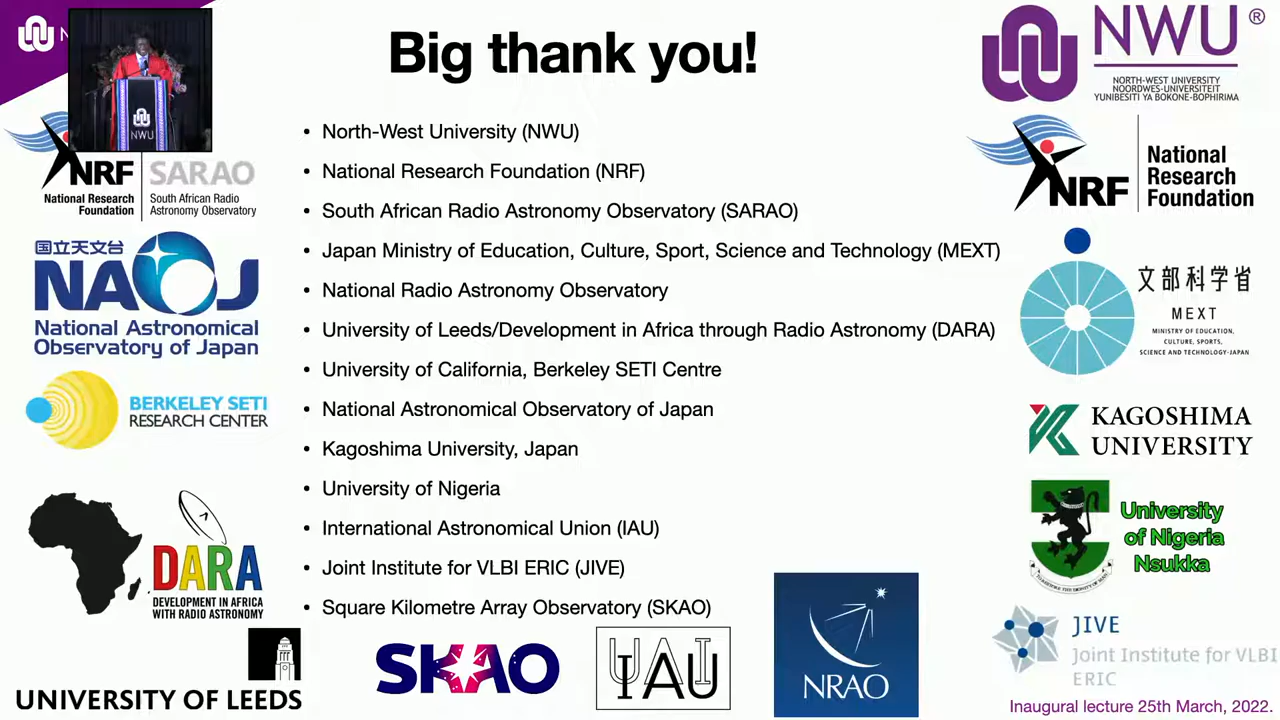 N
NWU
Big thank you!
NWU®
NORTH-WEST UNIVERSITY
NOORDWES-UNIVERSITEIT
YUNIBESITI YA BOKONE-BOPHIRIMA
NRF
National Research
Foundation
SARAO
South African Radio
Astronomy Observatory
国立天文台
NAOJ
National Astronomical
Observatory of Japan
BERKELEY SETI
RESEARCH CENTER
DARA
DEVELOPMENT IN AFRICA
WITH RADIO ASTRONOMY
UNIVERSITY OF LEEDS
• North-West University (NWU)
• National Research Foundation (NRF)
• South African Radio Astronomy Observatory (SARAO)
• Japan Ministry of Education, Culture, Sport, Science and Technology (MEXT)
• National Radio Astronomy Observatory
• University of Leeds/Development in Africa through Radio Astronomy (DARA)
• University of California, Berkeley SETI Centre
• National Astronomical Observatory of Japan
• Kagoshima University, Japan
• University of Nigeria
• International Astronomical Union (IAU)
• Joint Institute for VLBI ERIC (JIVE)
• Square Kilometre Array Observatory (SKAO)
SKAO
IAU
NRAO
NRF
National
Research
Foundation
文部科学省
MEXT
MINISTRY OF EDUCATION,
CULTURE, SPORTS,
SCIENCE AND TECHNOLOGY-JAPAN
KAGOSHIMA
UNIVERSITY
University
of Nigeria
Nsukka
JIVE
Joint Institute for VLBI
ERIC
Inaugural lecture 25th March, 2022.